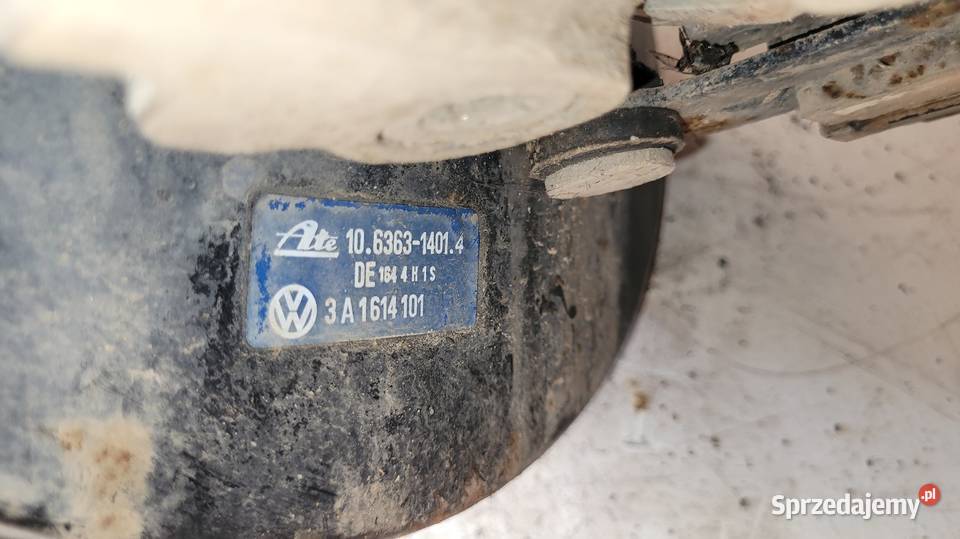 Ate 10.6363-1401.4
DE 164 4 H 1 S
VW 3 A 1 614 101
Sprzedajemy.pl